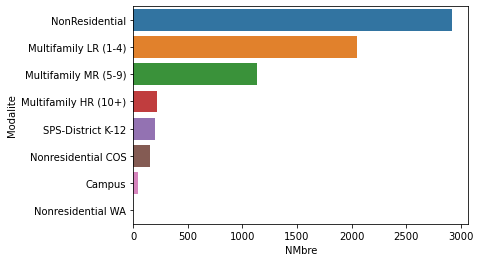 NonResidential
Multifamily LR (1-4)
Multifamily MR (5-9)
Multifamily HR (10+)
SPS-District K-12
Nonresidential COS
Campus
Nonresidential WA
Modalite
0 500 1000 1500 2000 2500 3000
NMbre